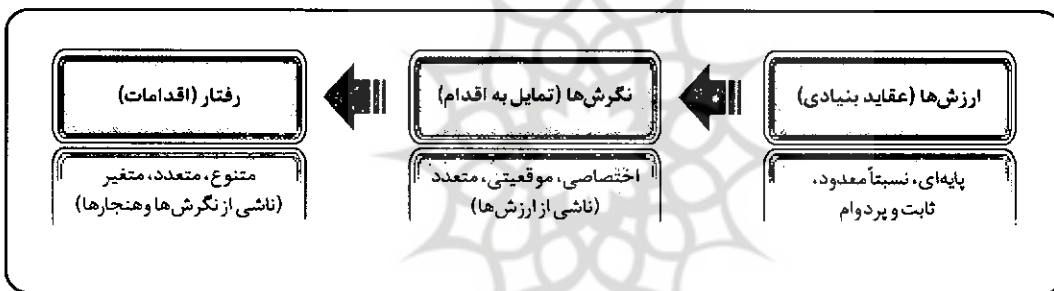 ارزش‌ها (عقاید بنیادی)
پایه‌ای، نسبتاً معدود،
ثابت و پردوام
نگرش‌ها (تمایل به اقدام)
اختصاصی، موقعیتی، متعدد
(ناشی از ارزش‌ها)
رفتار (اقدامات)
متنوع، متعدد، متغیر
(ناشی از نگرش‌ها و هنجارها)